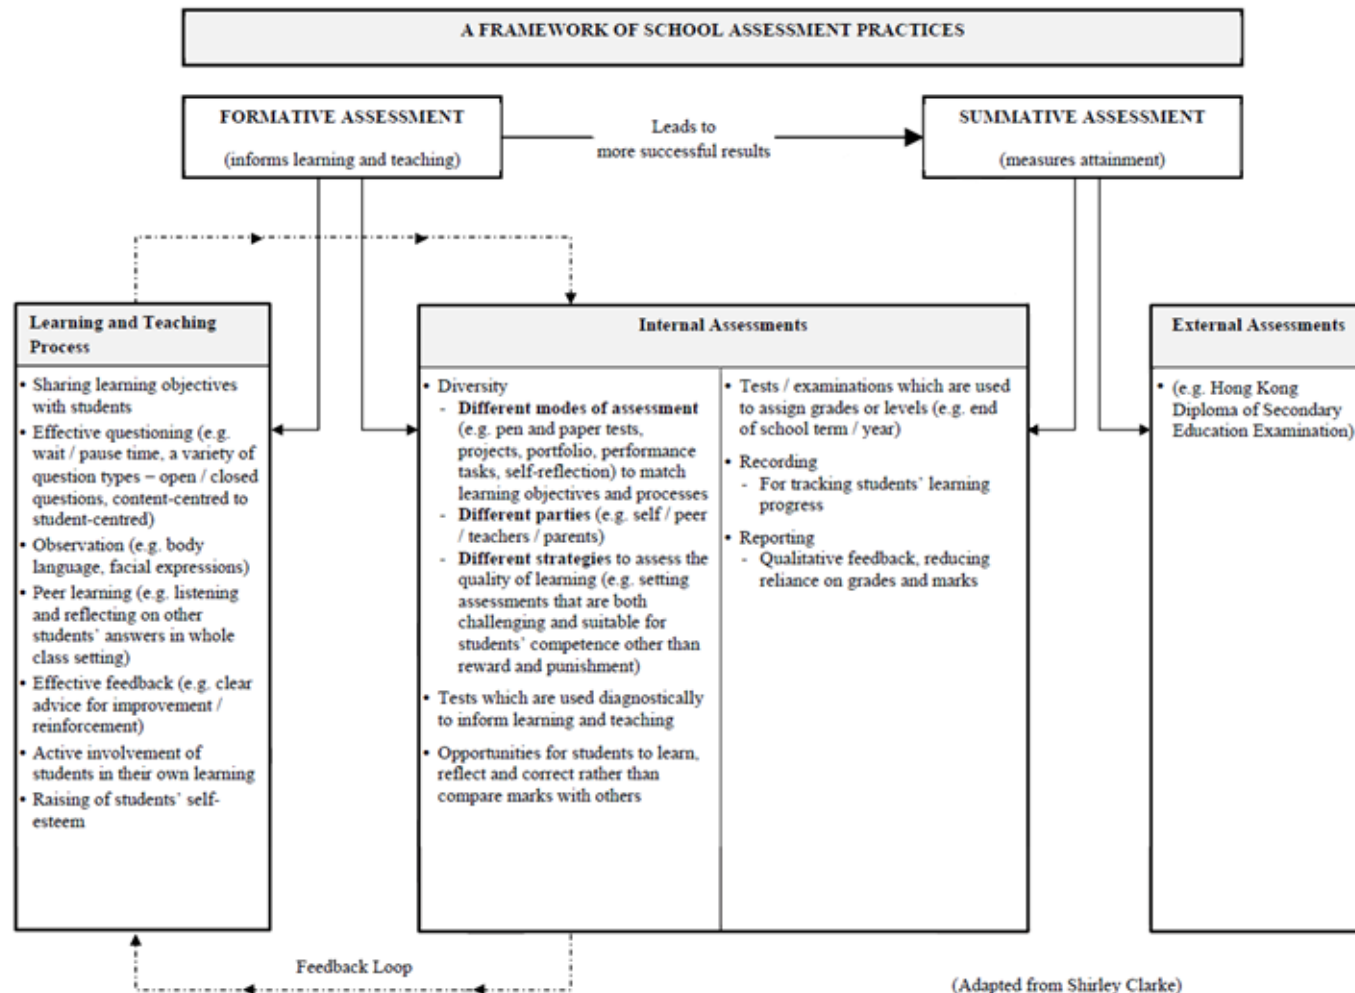 A FRAMEWORK OF SCHOOL ASSESSMENT PRACTICES
FORMATIVE ASSESSMENT
(informs learning and teaching)
Leads to
more successful results
SUMMATIVE ASSESSMENT
(measures attainment)
Learning and Teaching
Process
• Sharing learning objectives
with students
• Effective questioning (e.g.
wait / pause time, a variety of
question types – open / closed
questions, content-centred to
student-centred)
• Observation (e.g. body
language, facial expressions)
• Peer learning (e.g. listening
and reflecting on other
students’ answers in whole
class setting)
• Effective feedback (e.g. clear
advice for improvement /
reinforcement)
• Active involvement of
students in their own learning
• Raising of students’ self-
esteem
Internal Assessments
• Diversity
- Different modes of assessment
(e.g. pen and paper tests,
projects, portfolio, performance
tasks, self-reflection) to match
learning objectives and processes
- Different parties (e.g. self / peer
/ teachers / parents)
- Different strategies to assess the
quality of learning (e.g. setting
assessments that are both
challenging and suitable for
students’ competence other than
reward and punishment)
• Tests which are used diagnostically
to inform learning and teaching
• Opportunities for students to learn,
reflect and correct rather than
compare marks with others
• Tests / examinations which are used
to assign grades or levels (e.g. end
of school term / year)
• Recording
- For tracking students’ learning
progress
• Reporting
- Qualitative feedback, reducing
reliance on grades and marks
External Assessments
• (e.g. Hong Kong
Diploma of Secondary
Education Examination)
Feedback Loop
(Adapted from Shirley Clarke)